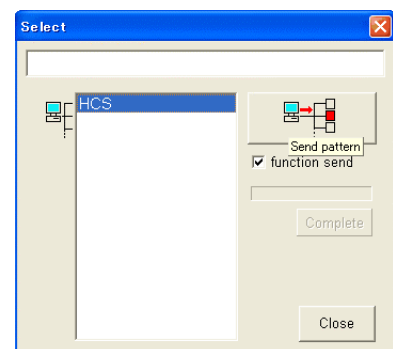 Select
HCS
Send pattern
function send
Complete
Close